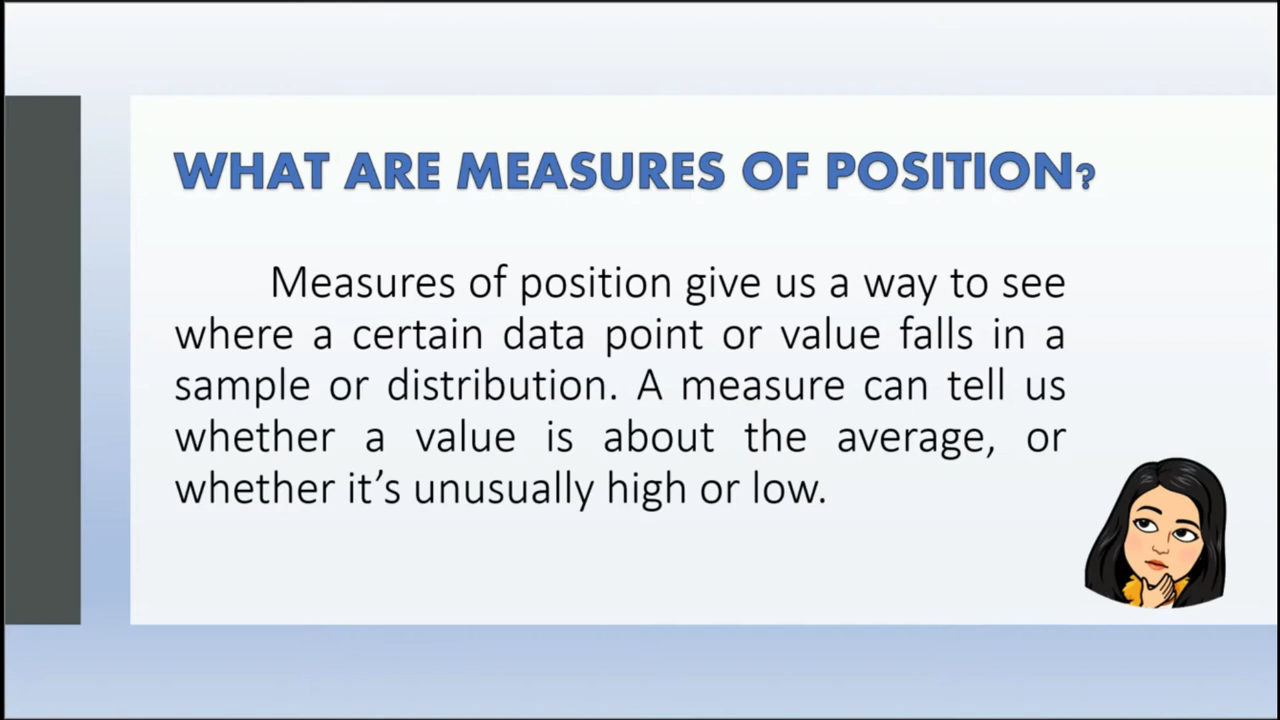 WHAT ARE MEASURES OF POSITION?
Measures of position give us a way to see
where a certain data point or value falls in a
sample or distribution. A measure can tell us
whether a value is about the average, or
whether it’s unusually high or low.